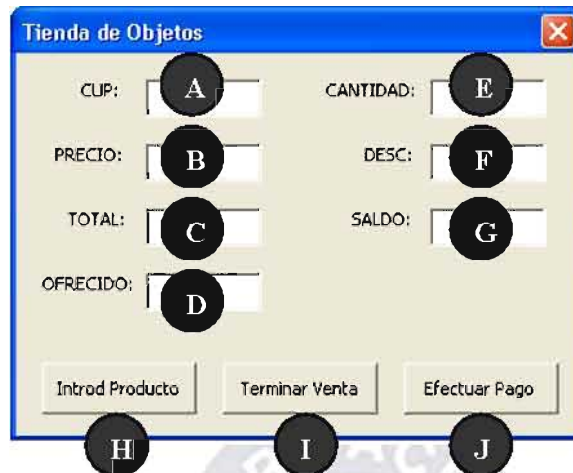 Tienda de Objetos
CUP: A CANTIDAD: E
PRECIO: B DESC: F
TOTAL: C SALDO: G
OFRECIDO: D
Introd Producto Terminar Venta Efectuar Pago
H I J